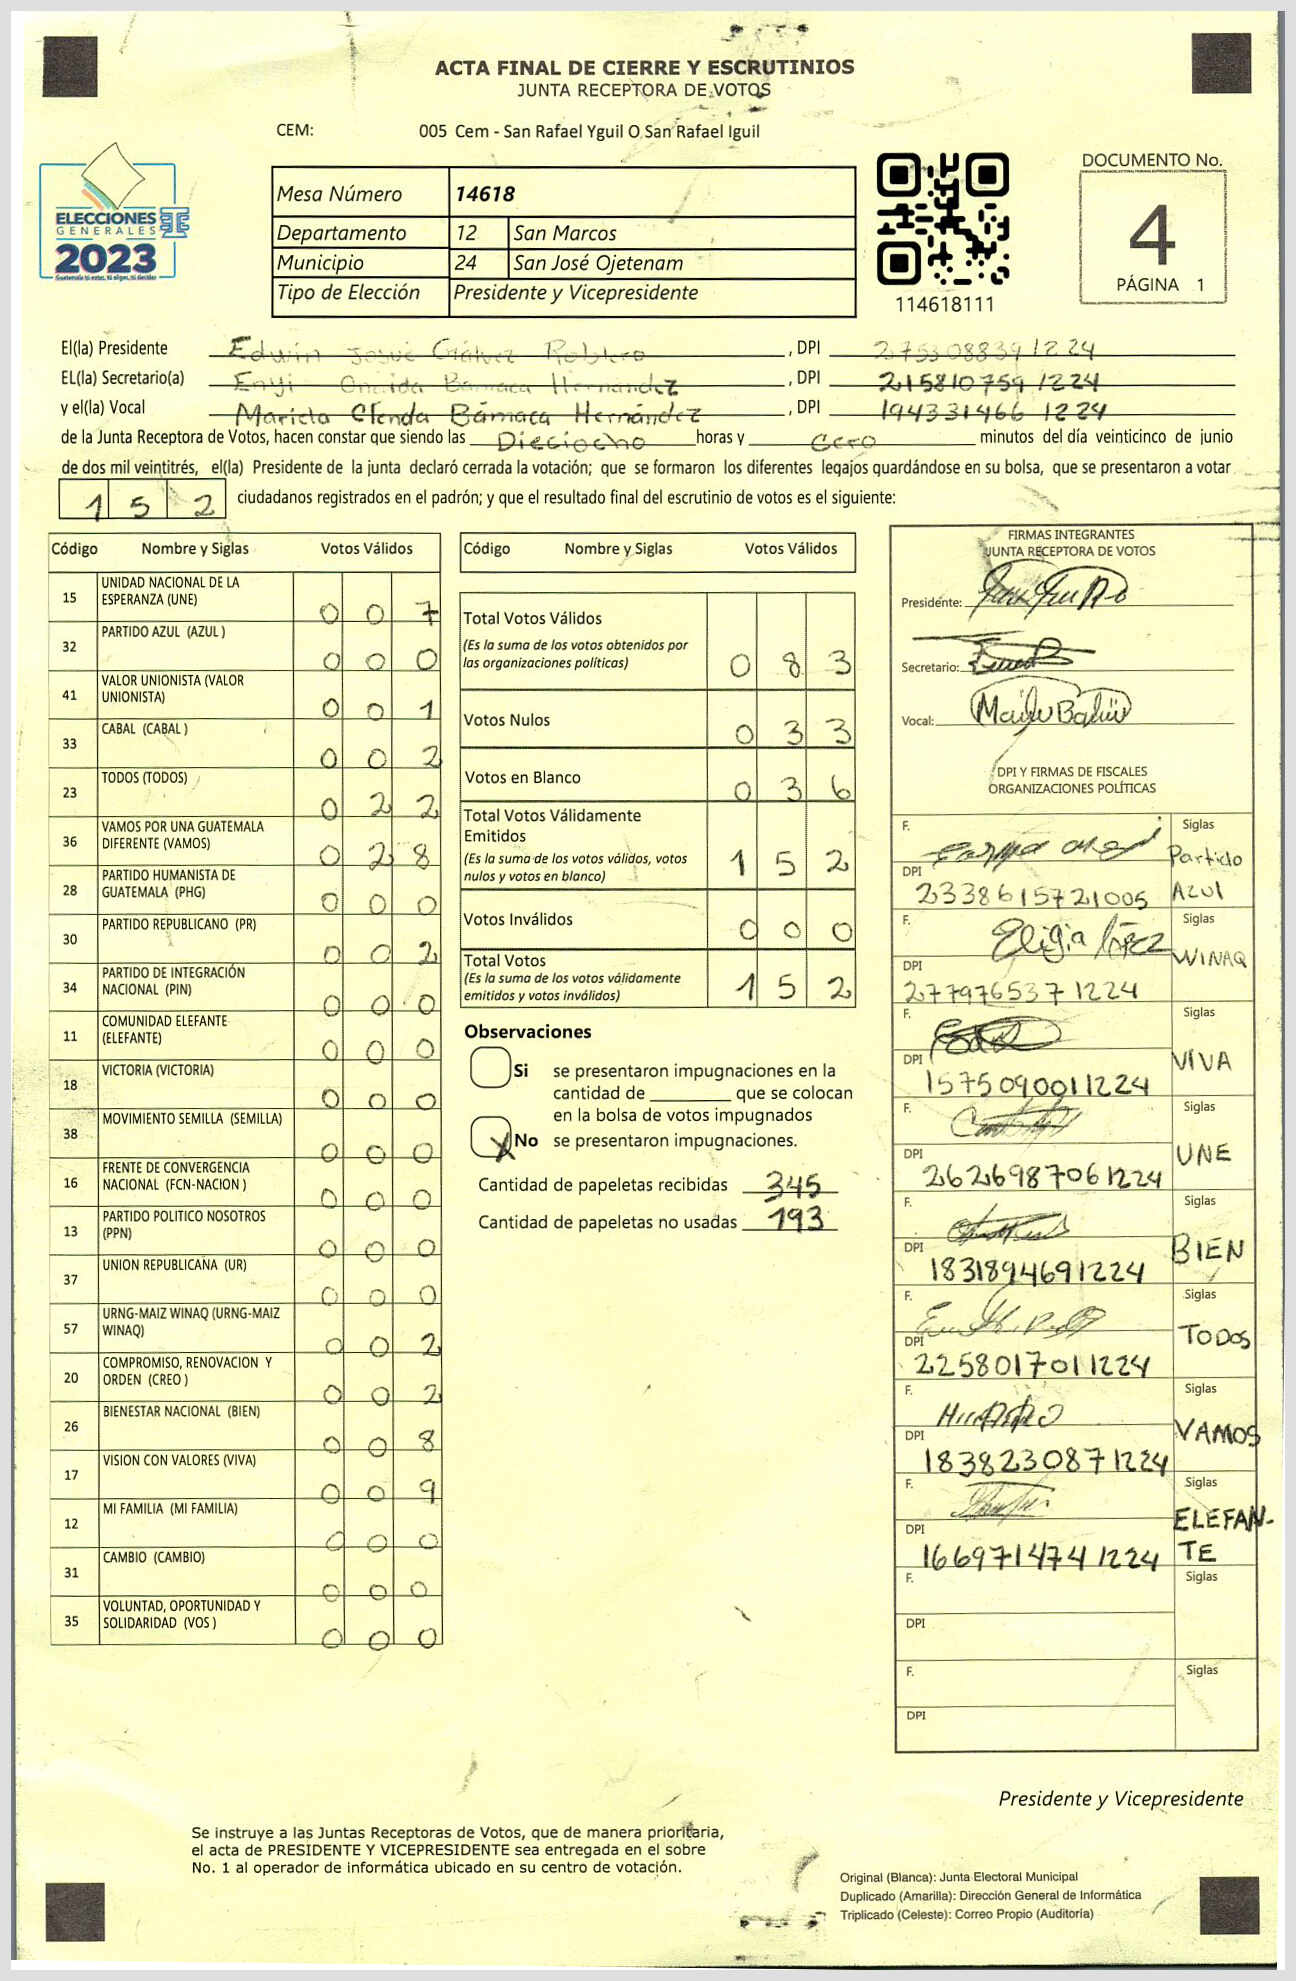 ACTA FINAL DE CIERRE Y ESCRUTINIOS
JUNTA RECEPTORA DE VOTOS
CEM: 005 Cem - San Rafael Yguil O San Rafael Iguil
ELECCIONES
GENERALES
2023
Mesa Número 14618
Departamento 12 San Marcos
Municipio 24 San José Ojetenam
Tipo de Elección Presidente y Vicepresidente
114618111
DOCUMENTO No.
4
PÁGINA 1
El(la) Presidente Edwin Josué Gálvez Roblero, DPI 2753088391224
EL(la) Secretario(a) Enyi Oneida Bámaca Hernández, DPI 2158107591224
y el(la) Vocal Mariela Glenda Bámaca Hernández, DPI 1943314661224
de la Junta Receptora de Votos, hacen constar que siendo las Dieciocho horas y Cero minutos del día veinticinco de junio
de dos mil veintitrés, el(la) Presidente de la junta declaró cerrada la votación; que se formaron los diferentes legajos guardándose en su bolsa, que se presentaron a votar
1 5 2 ciudadanos registrados en el padrón; y que el resultado final del escrutinio de votos es el siguiente:
Código Nombre y Siglas Votos Válidos
15 UNIDAD NACIONAL DE LA ESPERANZA (UNE) 0 0 7
32 PARTIDO AZUL (AZUL ) 0 0 0
41 VALOR UNIONISTA (VALOR UNIONISTA) 0 0 1
33 CABAL (CABAL ) 0 0 2
23 TODOS (TODOS) 0 2 2
36 VAMOS POR UNA GUATEMALA DIFERENTE (VAMOS) 0 2 8
28 PARTIDO HUMANISTA DE GUATEMALA (PHG) 0 0 0
30 PARTIDO REPUBLICANO (PR) 0 0 2
34 PARTIDO DE INTEGRACIÓN NACIONAL (PIN) 0 0 0
11 COMUNIDAD ELEFANTE (ELEFANTE) 0 0 0
18 VICTORIA (VICTORIA) 0 0 0
38 MOVIMIENTO SEMILLA (SEMILLA) 0 0 0
16 FRENTE DE CONVERGENCIA NACIONAL (FCN-NACION ) 0 0 0
13 PARTIDO POLITICO NOSOTROS (PPN) 0 0 0
37 UNION REPUBLICANA (UR) 0 0 0
57 URNG-MAIZ WINAQ (URNG-MAIZ WINAQ) 0 0 2
20 COMPROMISO, RENOVACION Y ORDEN (CREO ) 0 0 2
26 BIENESTAR NACIONAL (BIEN) 0 0 8
17 VISION CON VALORES (VIVA) 0 0 9
12 MI FAMILIA (MI FAMILIA) 0 0 0
31 CAMBIO (CAMBIO) 0 0 0
35 VOLUNTAD, OPORTUNIDAD Y SOLIDARIDAD (VOS ) 0 0 0
Código Nombre y Siglas Votos Válidos
Total Votos Válidos 0 8 3
(Es la suma de los votos obtenidos por
las organizaciones políticas)
Votos Nulos 0 3 3
Votos en Blanco 0 3 6
Total Votos Válidamente
Emitidos 1 5 2
(Es la suma de los votos válidos, votos
nulos y votos en blanco)
Votos Inválidos 0 0 0
Total Votos 1 5 2
(Es la suma de los votos válidamente
emitidos y votos inválidos)
Observaciones
Si se presentaron impugnaciones en la
cantidad de ________ que se colocan
en la bolsa de votos impugnados
X No se presentaron impugnaciones.
Cantidad de papeletas recibidas 345
Cantidad de papeletas no usadas 193
FIRMAS INTEGRANTES
JUNTA RECEPTORA DE VOTOS
Presidente:
Secretario:
Vocal:
DPI Y FIRMAS DE FISCALES
ORGANIZACIONES POLÍTICAS
F. Siglas Partido Azul
DPI 2338615721005
F. Eligia López Siglas WINAQ
DPI 2779765371224
F. Siglas VIVA
DPI 1575090011224
F. Siglas UNE
DPI 2626987061224
F. Siglas BIEN
DPI 1831894691224
F. Siglas TODOS
DPI 2258017011224
F. Siglas VAMOS
DPI 1838230871224
F. Siglas ELEFAN-
TE
DPI 1669714741224
F. Siglas
DPI
F. Siglas
DPI
Presidente y Vicepresidente
Se instruye a las Juntas Receptoras de Votos, que de manera prioritaria,
el acta de PRESIDENTE Y VICEPRESIDENTE sea entregada en el sobre
No. 1 al operador de informática ubicado en su centro de votación.
Original (Blanca): Junta Electoral Municipal
Duplicado (Amarilla): Dirección General de Informática
Triplicado (Celeste): Correo Propio (Auditoría)